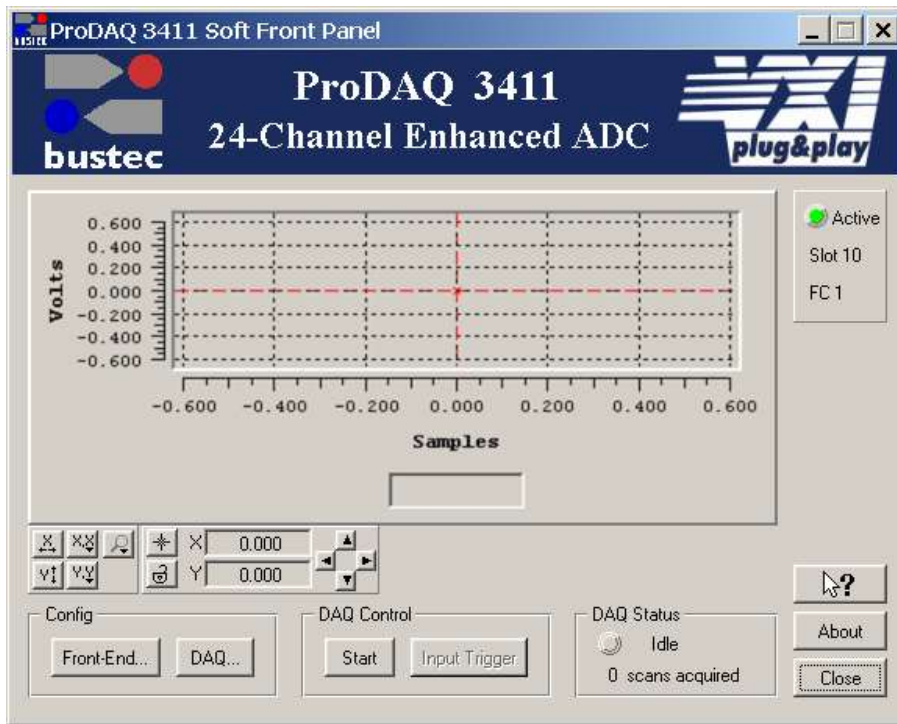 ProDAQ 3411 Soft Front Panel
bustec
ProDAQ 3411
24-Channel Enhanced ADC
VXI
plug&play
Volts
0.600
0.400
0.200
0.000
-0.200
-0.400
-0.600
-0.600 -0.400 -0.200 0.000 0.200 0.400 0.600
Samples
Active
Slot 10
FC 1
X X.X X 0.000
Y Y.Y Y 0.000
?
Config
Front-End... DAQ...
DAQ Control
Start Input Trigger
DAQ Status
Idle
0 scans acquired
About
Close